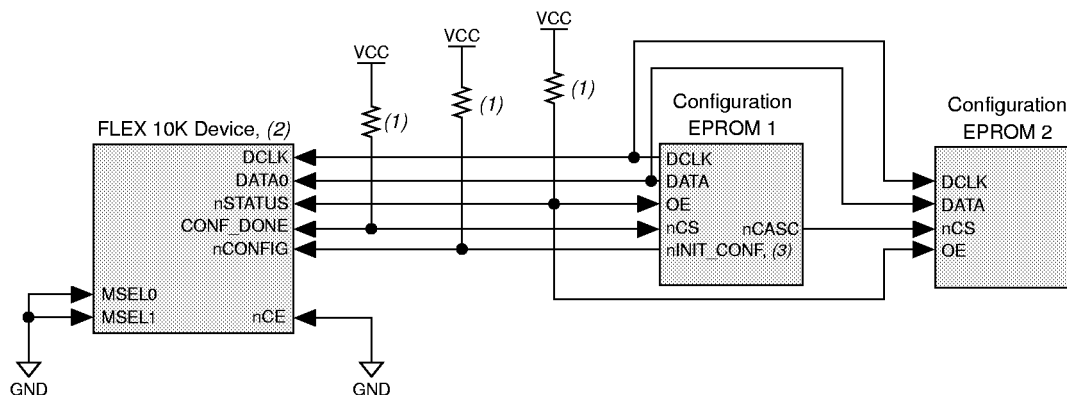 VCC
VCC
VCC
(1)
(1)
(1)
Configuration
EPROM 1
Configuration
EPROM 2
FLEX 10K Device, (2)
DCLK
DATA0
nSTATUS
CONF_DONE
nCONFIG
MSEL0
MSEL1
nCE
GND
GND
DCLK
DATA
OE
nCS
nCASC
nINIT_CONF, (3)
DCLK
DATA
nCS
OE